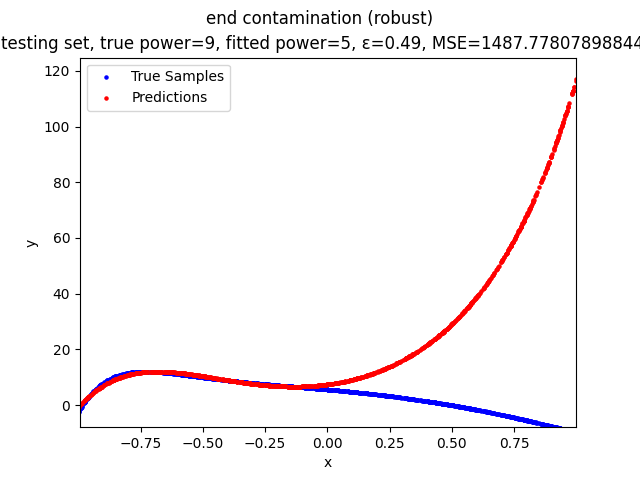 end contamination (robust)
testing set, true power=9, fitted power=5, ε=0.49, MSE=1487.77807898844
True Samples
Predictions
120
100
80
60
40
20
0
y
−0.75 −0.50 −0.25 0.00 0.25 0.50 0.75
x